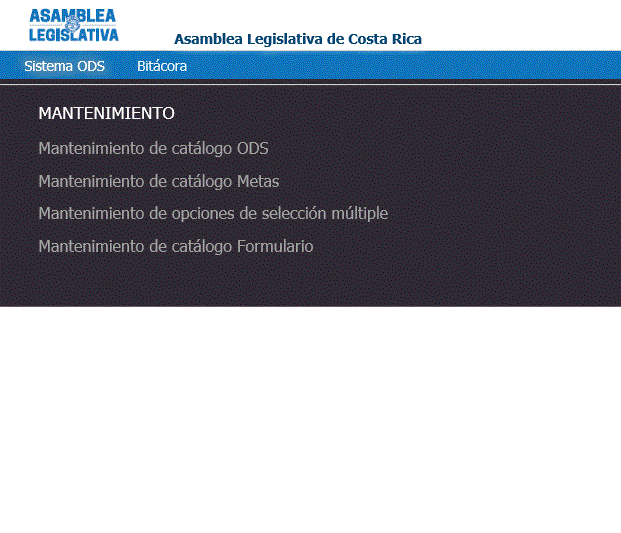 ASAMBLEA
LEGISLATIVA
Asamblea Legislativa de Costa Rica
Sistema ODS Bitácora
MANTENIMIENTO
Mantenimiento de catálogo ODS
Mantenimiento de catálogo Metas
Mantenimiento de opciones de selección múltiple
Mantenimiento de catálogo Formulario